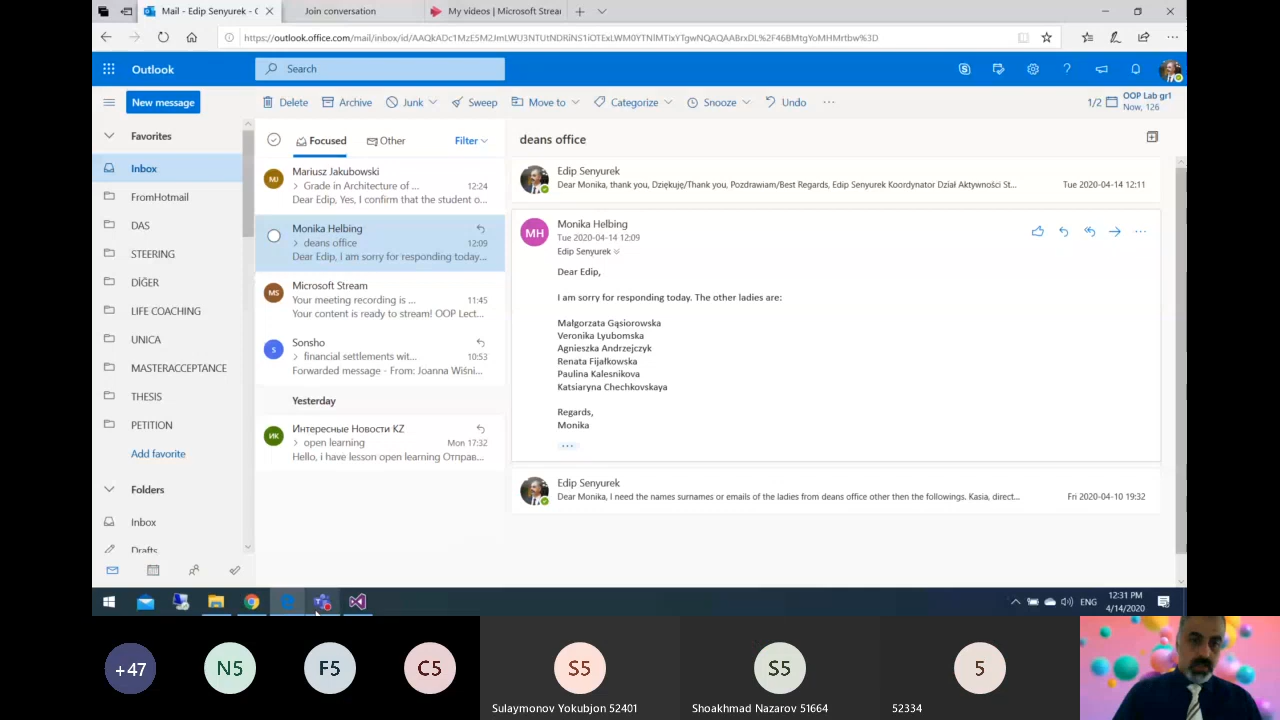 Mail - Edip Senyurek - O
Join conversation
My videos | Microsoft Strea
https://outlook.office.com/mail/inbox/id/
Outlook
Search
New message
Delete
Archive
Junk
Sweep
Move to
Categorize
Snooze
Undo
1/2
OOP Lab gr1
Now, 126
Favorites
Inbox
FromHotmail
DAS
STEERING
DİĞER
LIFE COACHING
UNICA
MASTERACCEPTANCE
THESIS
PETITION
Add favorite
Folders
Inbox
Drafts
Focused
Other
Filter
MJ
Mariusz Jakubowski
Grade in Architecture of ...
12:24
Dear Edip, Yes, I confirm that the student o...
Monika Helbing
deans office
12:09
Dear Edip, I am sorry for responding today...
MS
Microsoft Stream
Your meeting recording is ...
11:45
Your content is ready to stream! OOP Lect...
S
Sonsho
financial settlements wit...
10:53
Forwarded message - From: Joanna Wiśni...
Yesterday
ИК
Интересные Новости KZ
open learning
Mon 17:32
Hello, i have lesson open learning Отправ...
deans office
Edip Senyurek
Dear Monika, thank you, Dziękuję/Thank you, Pozdrawiam/Best Regards, Edip Senyurek Koordynator Dział Aktywności St...
Tue 2020-04-14 12:11
MH
Monika Helbing
Tue 2020-04-14 12:09
Edip Senyurek
Dear Edip,
I am sorry for responding today. The other ladies are:
Małgorzata Gąsiorowska
Veronika Lyubomska
Agnieszka Andrzejczyk
Renata Fijałkowska
Paulina Kalesnikova
Katsiaryna Chechkovskaya
Regards,
Monika
Edip Senyurek
Dear Monika, I need the names surnames or emails of the ladies from deans office other then the followings. Kasia, direct...
Fri 2020-04-10 19:32
ENG
12:31 PM
4/14/2020
+47
N5
F5
C5
S5
Sulaymonov Yokubjon 52401
S5
Shoakhmad Nazarov 51664
5
52334